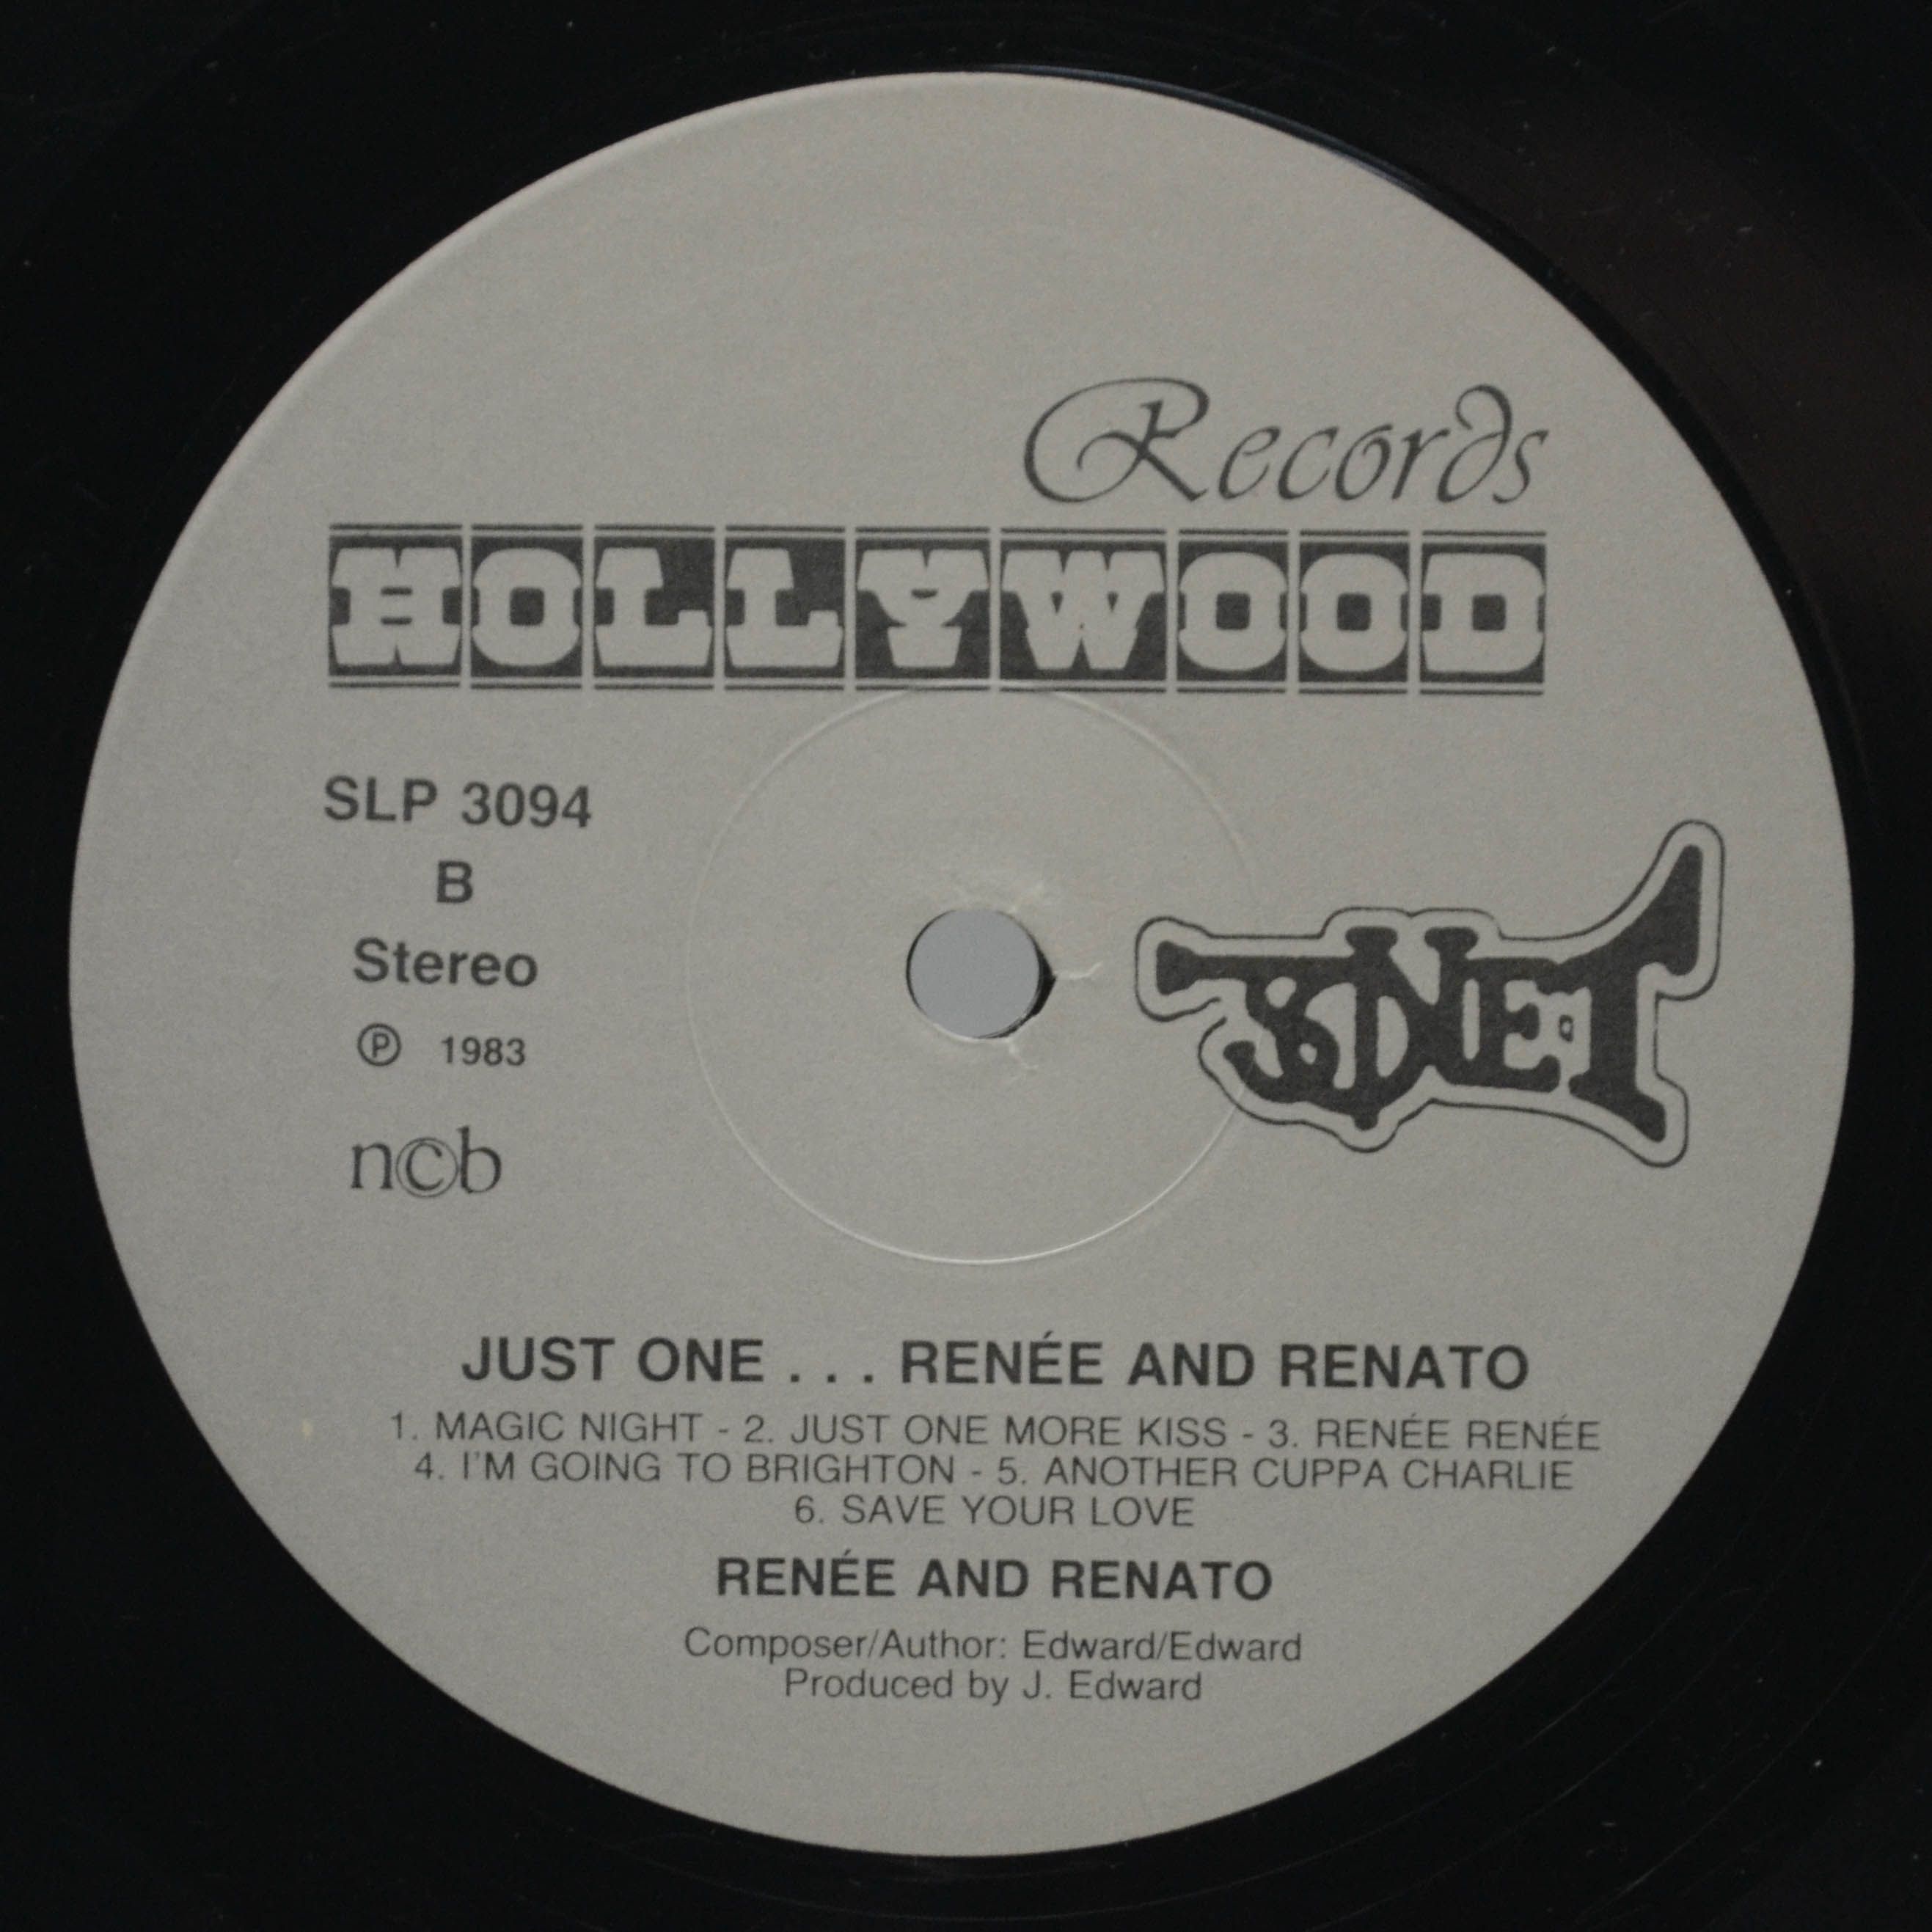 Records
HOLLYWOOD
SLP 3094
B
Stereo
Ⓟ 1983
n©b
JUST ONE . . . RENÉE AND RENATO
1. MAGIC NIGHT - 2. JUST ONE MORE KISS - 3. RENÉE RENÉE
4. I'M GOING TO BRIGHTON - 5. ANOTHER CUPPA CHARLIE
6. SAVE YOUR LOVE
RENÉE AND RENATO
Composer/Author: Edward/Edward
Produced by J. Edward